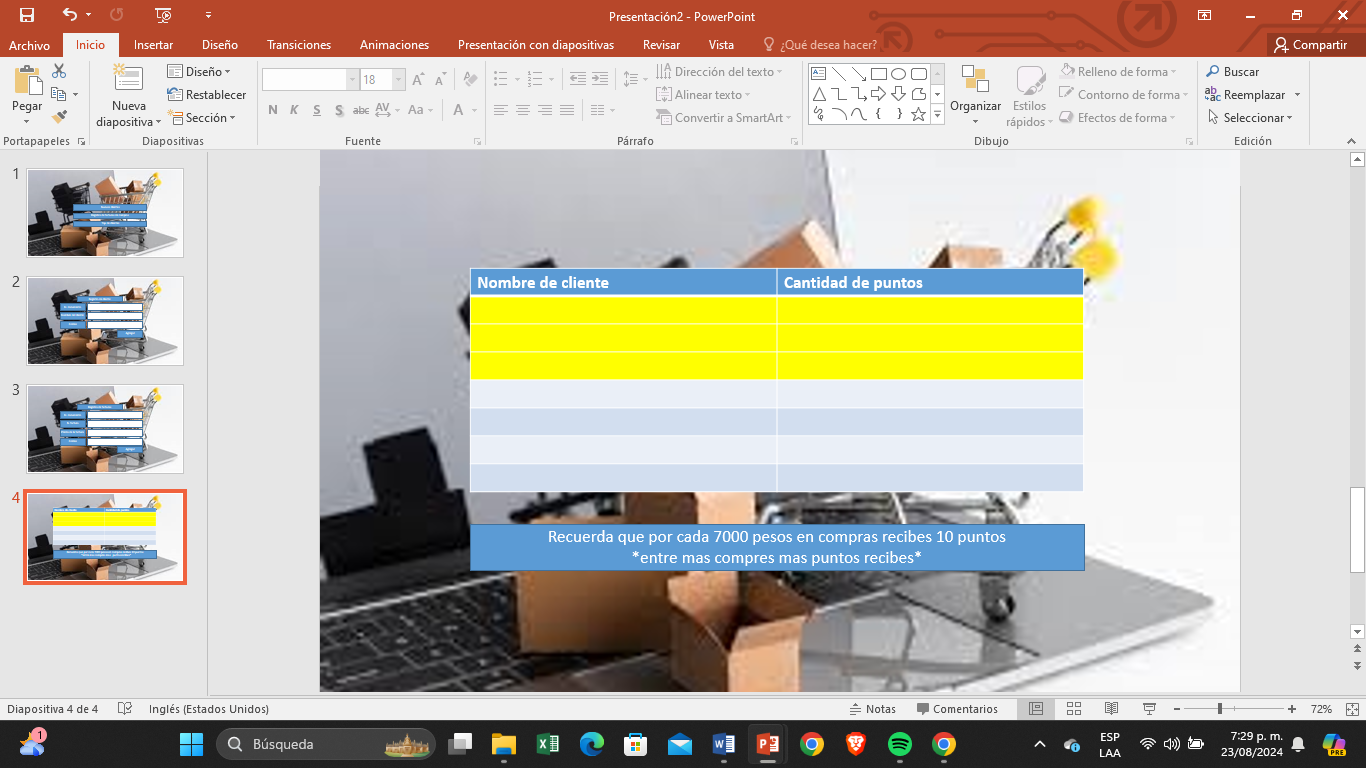 Presentación2 - PowerPoint
Archivo Inicio Insertar Diseño Transiciones Animaciones Presentación con diapositivas Revisar Vista ¿Qué desea hacer? Compartir
Pegar
Portapapeles
Nueva diapositiva
Diseño
Restablecer
Sección
Diapositivas
18
N K S S abc AV Aa A
Fuente
Dirección del texto
Alinear texto
Convertir a SmartArt
Párrafo
Organizar
Estilos rápidos
Relleno de forma
Contorno de forma
Efectos de forma
Dibujo
Buscar
Reemplazar
Seleccionar
Edición
1
2
3
4
Nombre de cliente Cantidad de puntos
Recuerda que por cada 7000 pesos en compras recibes 10 puntos
*entre mas compres mas puntos recibes*
Diapositiva 4 de 4 Inglés (Estados Unidos) Notas Comentarios 72%
1 Búsqueda ESP LAA 7:29 p. m. 23/08/2024 PRE